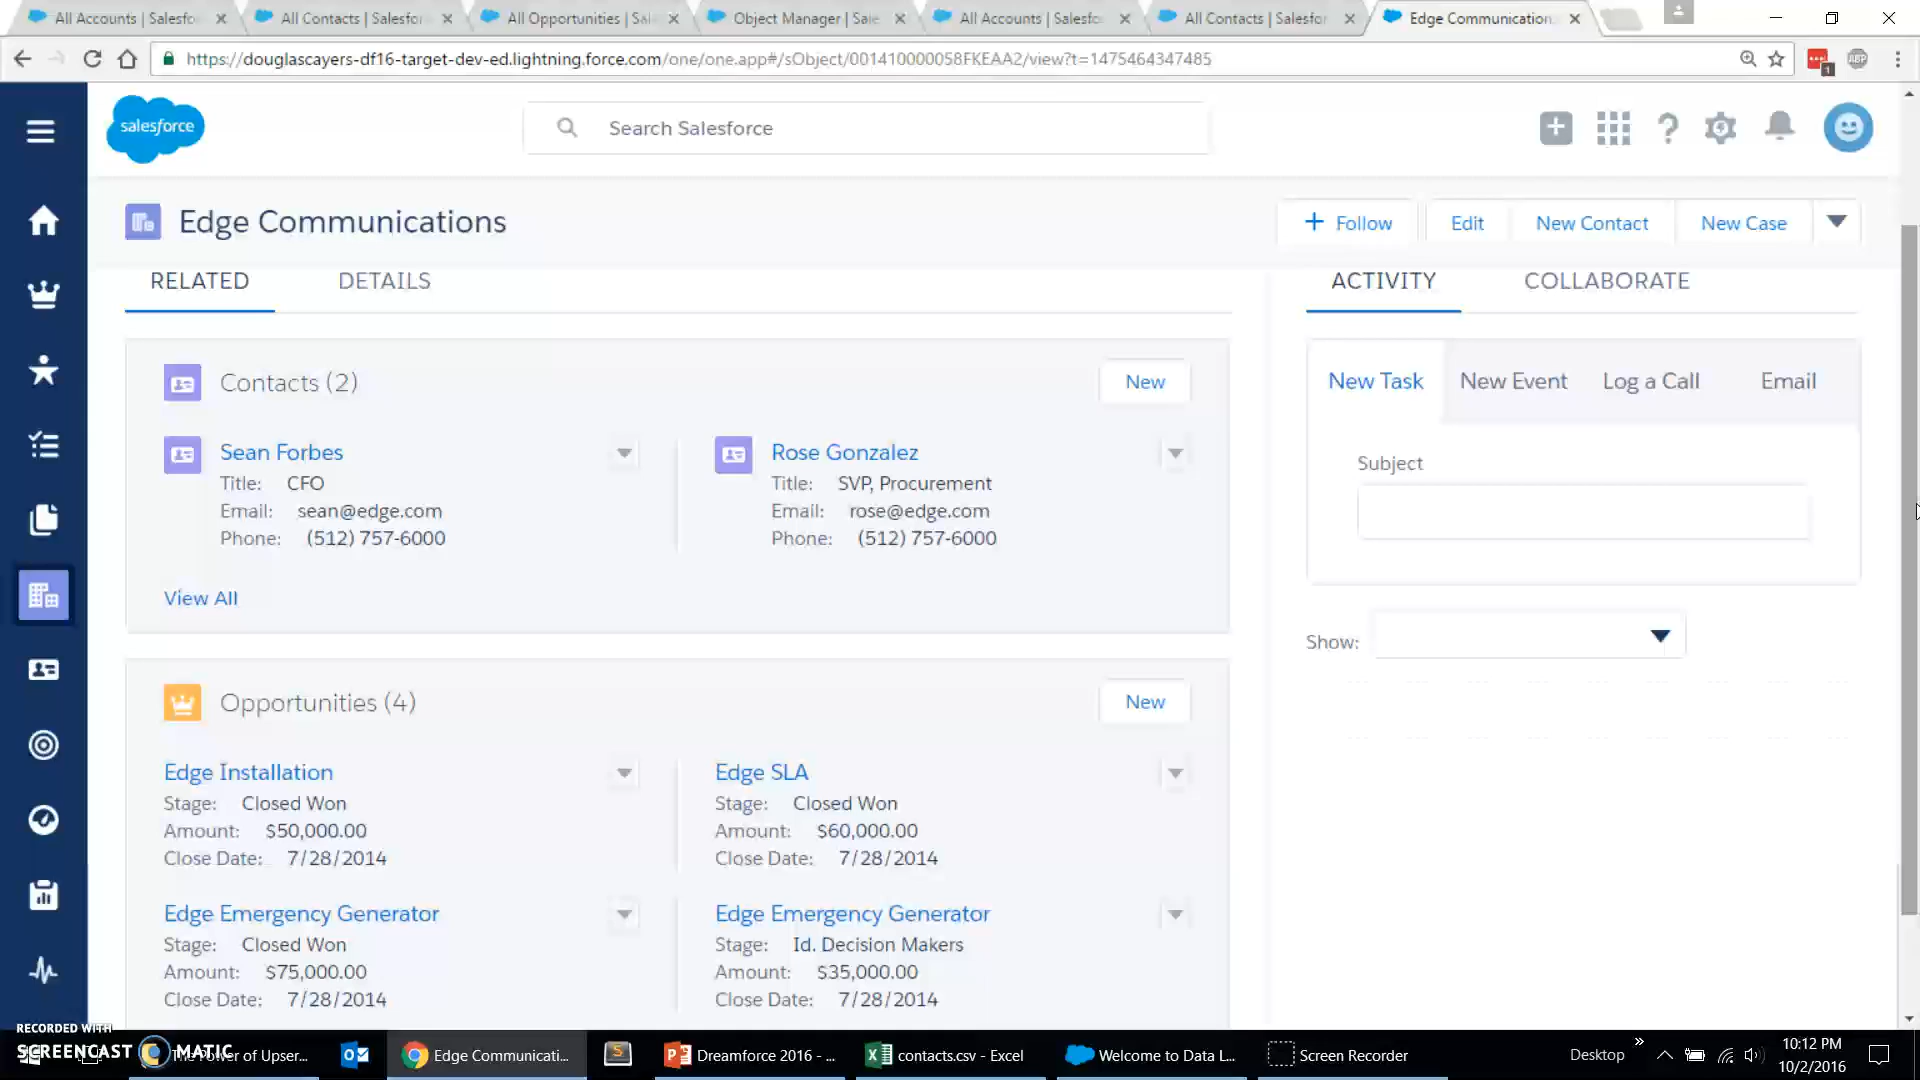 All Accounts | Salesfo
All Contacts | Salesfor
All Opportunities | Sal
Object Manager | Sale
All Accounts | Salesfo
All Contacts | Salesfor
Edge Communication
https://douglascayers-df16-target-dev-ed.lightning.force.com/one/one.app#/sObject/001410000058FKEAA2/view?t=1475464347485
1
ABP
salesforce
Search Salesforce
Edge Communications
Follow
Edit
New Contact
New Case
RELATED
DETAILS
ACTIVITY
COLLABORATE
Contacts (2)
New
Sean Forbes
Title: CFO
Email: sean@edge.com
Phone: (512) 757-6000
Rose Gonzalez
Title: SVP, Procurement
Email: rose@edge.com
Phone: (512) 757-6000
View All
New Task
New Event
Log a Call
Email
Subject
Show:
Opportunities (4)
New
Edge Installation
Stage: Closed Won
Amount: $50,000.00
Close Date: 7/28/2014
Edge SLA
Stage: Closed Won
Amount: $60,000.00
Close Date: 7/28/2014
Edge Emergency Generator
Stage: Closed Won
Amount: $75,000.00
Close Date: 7/28/2014
Edge Emergency Generator
Stage: Id. Decision Makers
Amount: $35,000.00
Close Date: 7/28/2014
RECORDED WITH
SCREENCAST MATIC
The Power of Upser...
Edge Communicati...
Dreamforce 2016 - ...
contacts.csv - Excel
Welcome to Data L...
Screen Recorder
Desktop
10:12 PM
10/2/2016